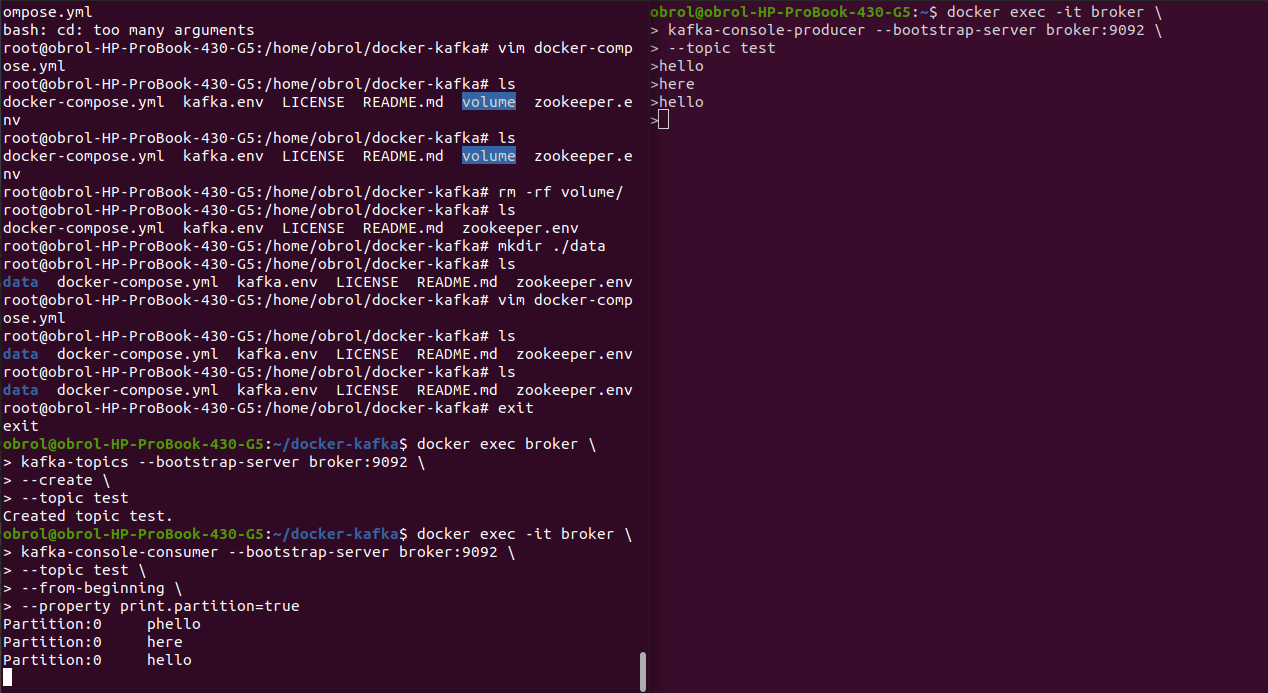 ompose.yml
bash: cd: too many arguments
root@obrol-HP-ProBook-430-G5:/home/obrol/docker-kafka# vim docker-comp
ose.yml
root@obrol-HP-ProBook-430-G5:/home/obrol/docker-kafka# ls
docker-compose.yml  kafka.env  LICENSE  README.md  volume  zookeeper.e
nv
root@obrol-HP-ProBook-430-G5:/home/obrol/docker-kafka# ls
docker-compose.yml  kafka.env  LICENSE  README.md  volume  zookeeper.e
nv
root@obrol-HP-ProBook-430-G5:/home/obrol/docker-kafka# rm -rf volume/
root@obrol-HP-ProBook-430-G5:/home/obrol/docker-kafka# ls
docker-compose.yml  kafka.env  LICENSE  README.md  zookeeper.env
root@obrol-HP-ProBook-430-G5:/home/obrol/docker-kafka# mkdir ./data
root@obrol-HP-ProBook-430-G5:/home/obrol/docker-kafka# ls
data  docker-compose.yml  kafka.env  LICENSE  README.md  zookeeper.env
root@obrol-HP-ProBook-430-G5:/home/obrol/docker-kafka# vim docker-comp
ose.yml
root@obrol-HP-ProBook-430-G5:/home/obrol/docker-kafka# ls
data  docker-compose.yml  kafka.env  LICENSE  README.md  zookeeper.env
root@obrol-HP-ProBook-430-G5:/home/obrol/docker-kafka# ls
data  docker-compose.yml  kafka.env  LICENSE  README.md  zookeeper.env
root@obrol-HP-ProBook-430-G5:/home/obrol/docker-kafka# exit
exit
obrol@obrol-HP-ProBook-430-G5:~/docker-kafka$ docker exec broker \
> kafka-topics --bootstrap-server broker:9092 \
> --create \
> --topic test
Created topic test.
obrol@obrol-HP-ProBook-430-G5:~/docker-kafka$ docker exec -it broker \
> kafka-console-consumer --bootstrap-server broker:9092 \
> --topic test \
> --from-beginning \
> --property print.partition=true
Partition:0     phello
Partition:0     here
Partition:0     hello
obrol@obrol-HP-ProBook-430-G5:~$ docker exec -it broker \
> kafka-console-producer --bootstrap-server broker:9092 \
> --topic test
>hello
>here
>hello
>